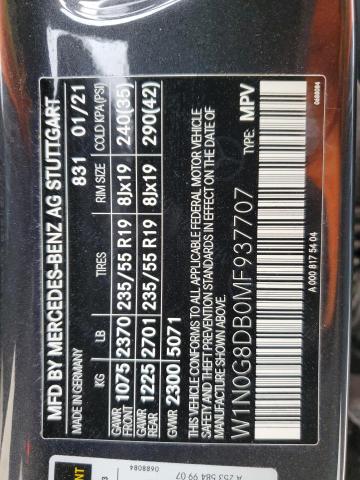 MFD BY MERCEDES-BENZ AG STUTTGART
MADE IN GERMANY 831 01/21
KG LB TIRES RIM SIZE COLD KPA/(PSI)
GAWR FRONT 1075 2370 235/55 R19 8Jx19 240(35)
GAWR REAR 1225 2701 235/55 R19 8Jx19 290(42)
GVWR 2300 5071
THIS VEHICLE CONFORMS TO ALL APPLICABLE FEDERAL MOTOR VEHICLE
SAFETY AND THEFT PREVENTION STANDARDS IN EFFECT ON THE DATE OF
MANUFACTURE SHOWN ABOVE.
TYPE: MPV
W1N0G8DB0MF937707
A 000 817 54 04
0688084
0688084
A 253 584 99 07